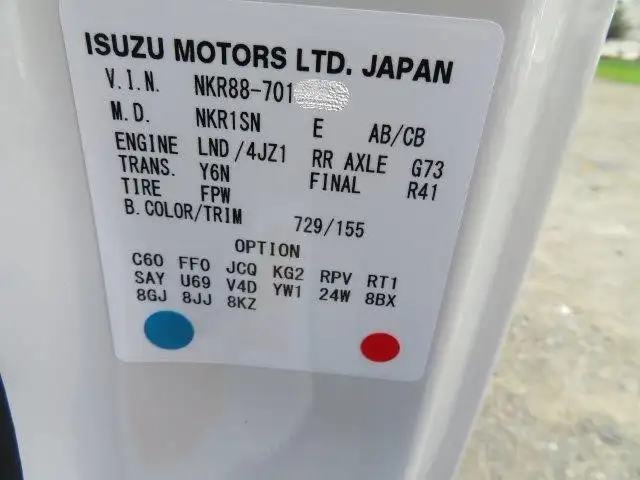 ISUZU MOTORS LTD. JAPAN
V.I.N. NKR88-701
M.D. NKR1SN E AB/CB
ENGINE LND/4JZ1 RR AXLE G73
TRANS. Y6N FINAL R41
TIRE FPW
B.COLOR/TRIM 729/155
OPTION
C60 FF0 JCQ KG2 RPV RT1
SAY U69 V4D YW1 24W 8BX
8GJ 8JJ 8KZ